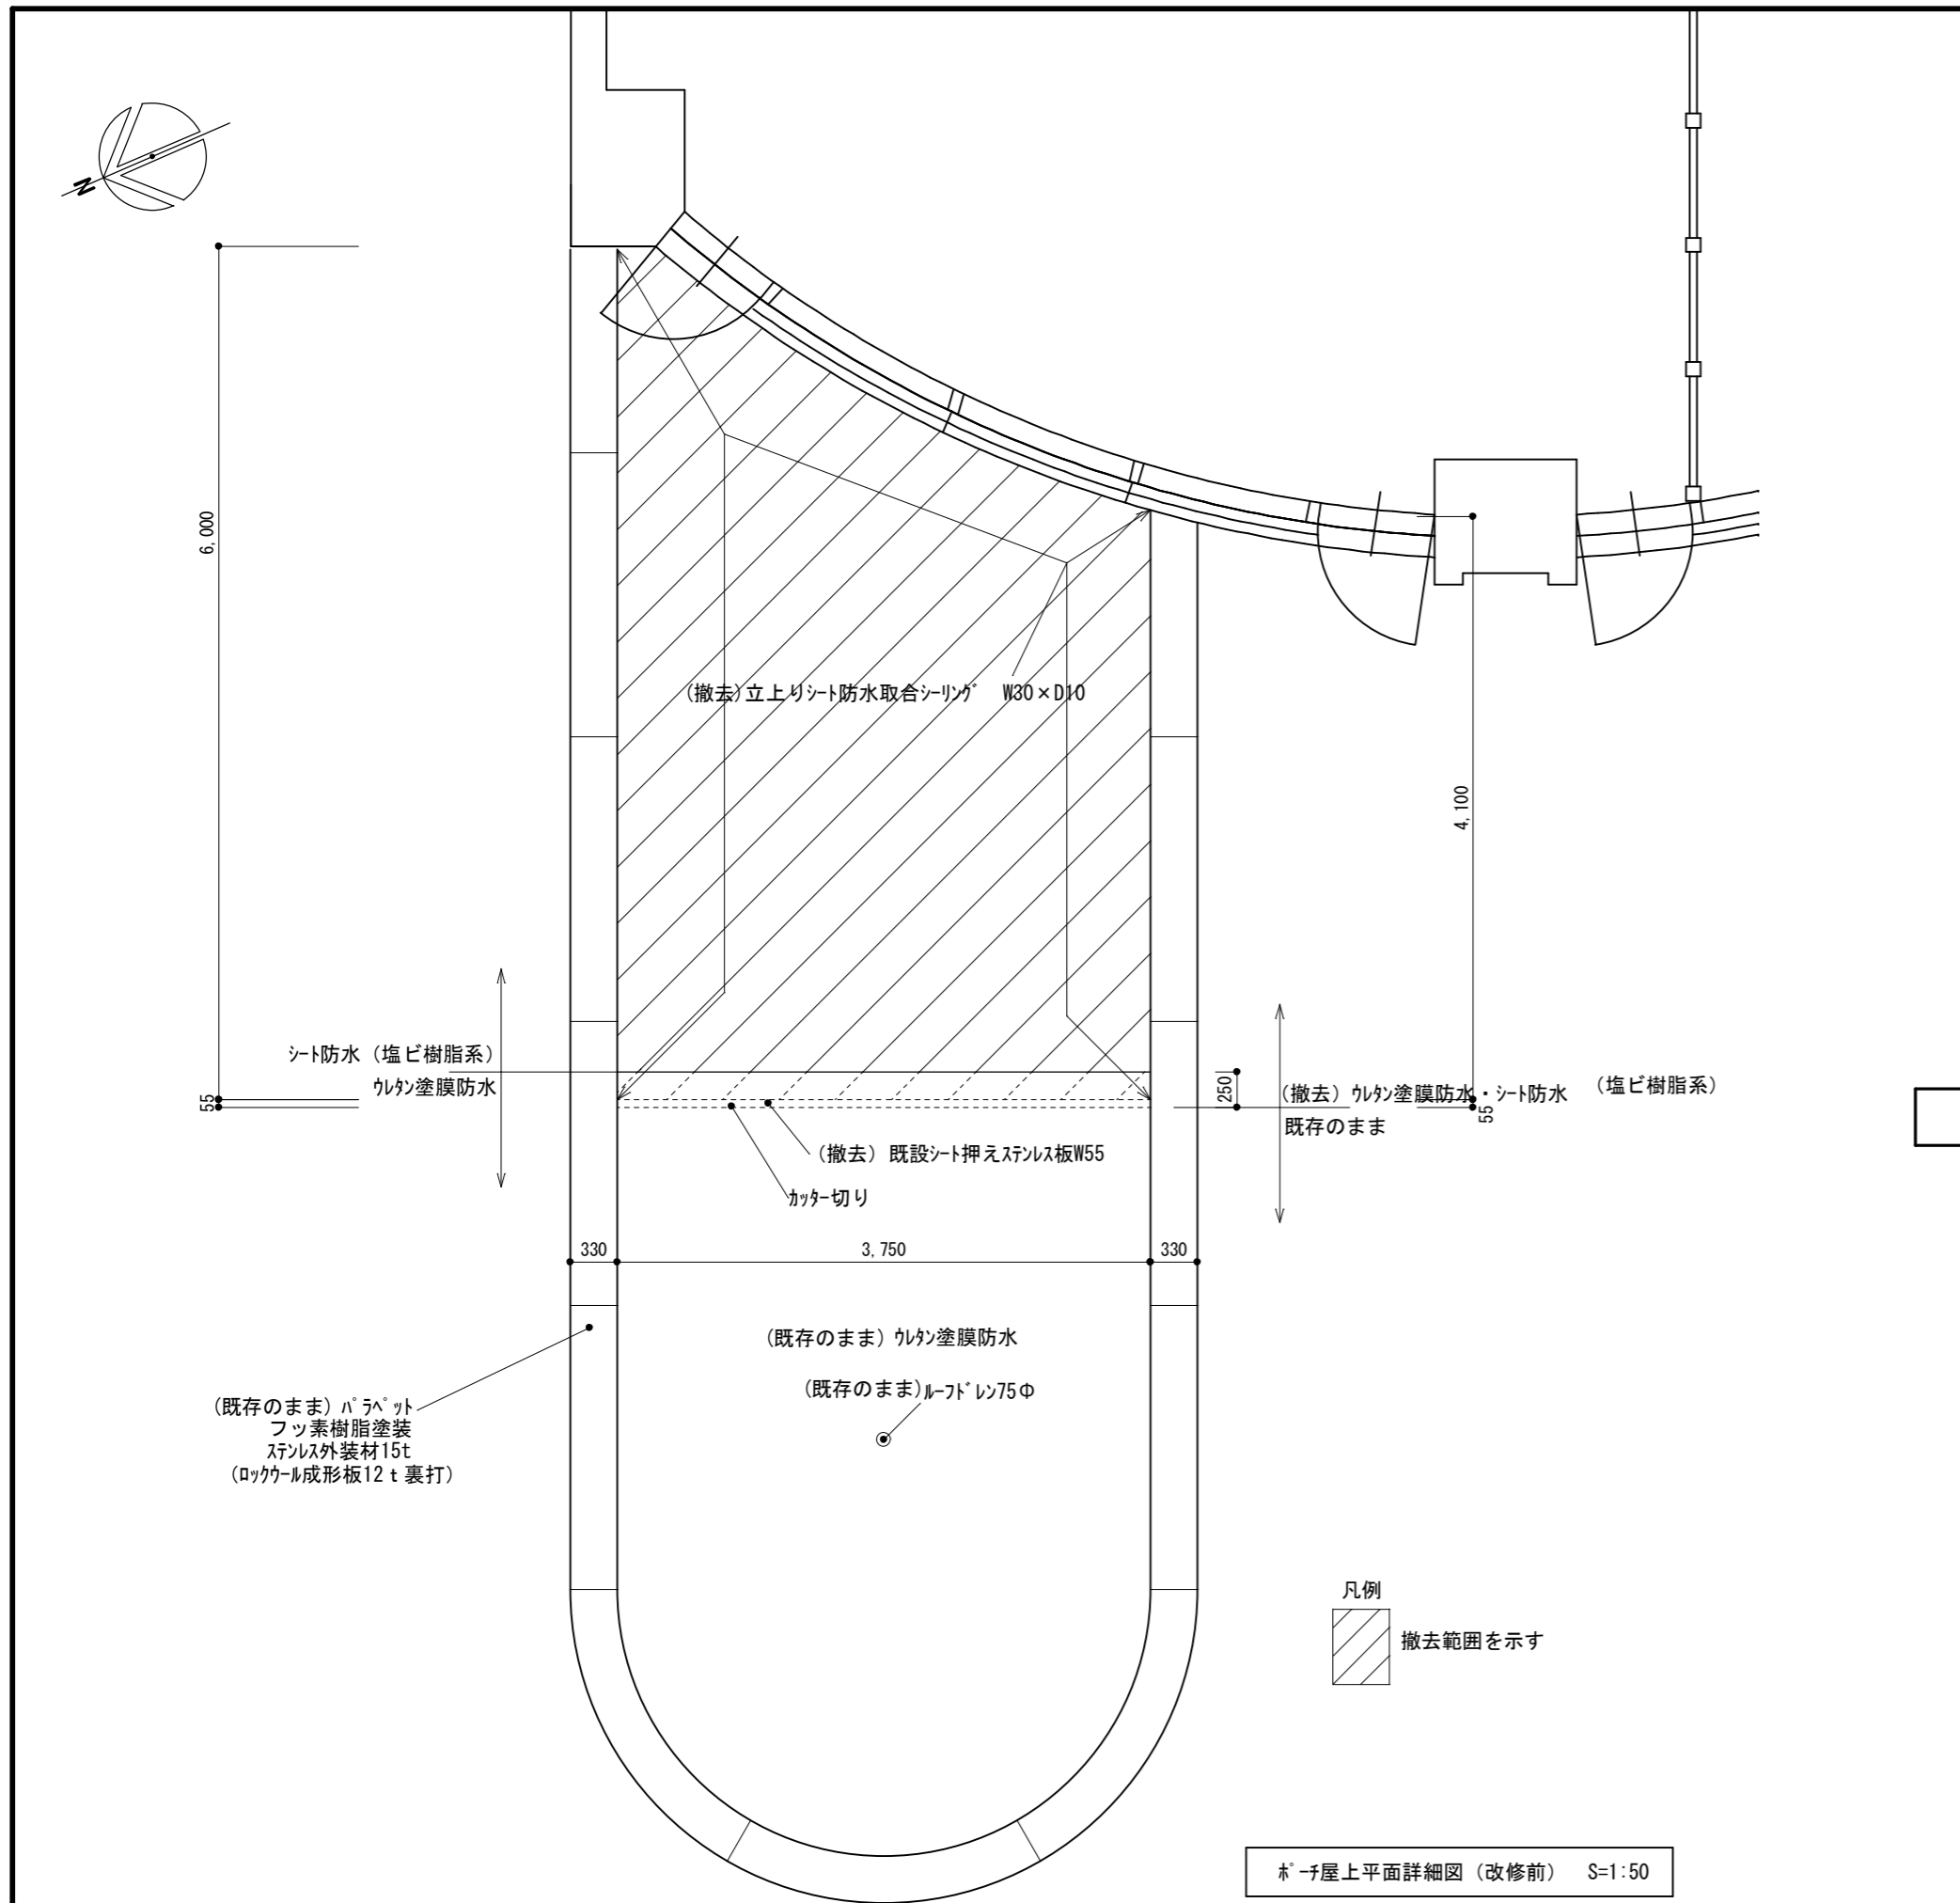 N
6,000
4,100
(撤去)立上りｼｰﾄ防水取合ｼｰﾘﾝｸﾞ W30×D10
ｼｰﾄ防水（塩ビ樹脂系）
ｳﾚﾀﾝ塗膜防水
55
250
(撤去）ｳﾚﾀﾝ塗膜防水・ｼｰﾄ防水 （塩ビ樹脂系）
既存のまま
55
（撤去） 既設ｼｰﾄ押えｽﾃﾝﾚｽ板W55
ｶｯﾀｰ切り
330
3,750
330
(既存のまま）ｳﾚﾀﾝ塗膜防水
(既存のまま)ﾙｰﾌﾄﾞﾚﾝ75Φ
(既存のまま）ﾊﾟﾗﾍﾟｯﾄ
フッ素樹脂塗装
ｽﾃﾝﾚｽ外装材15t
(ﾛｯｸｳｰﾙ成形板12ｔ裏打）
凡例
撤去範囲を示す
ﾎﾟｰﾁ屋上平面詳細図（改修前） S=1:50